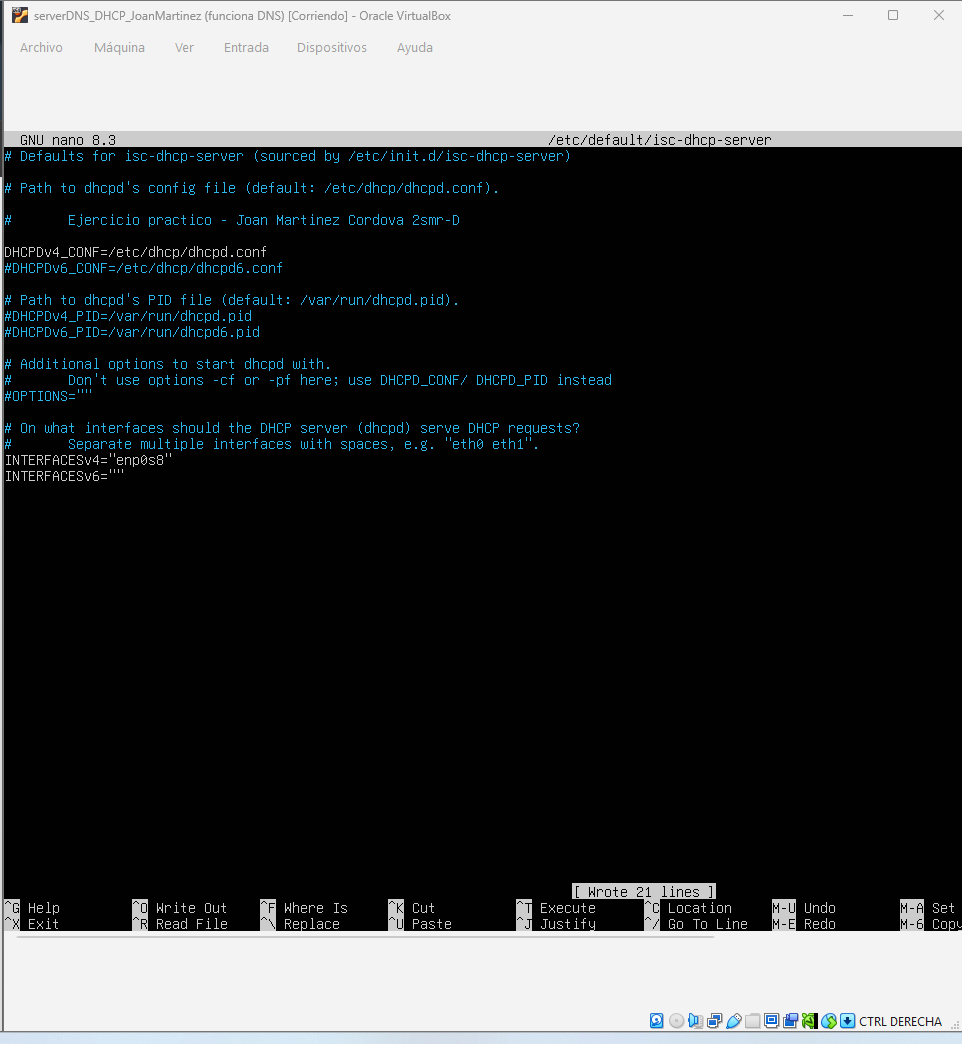 serverDNS_DHCP_JoanMartinez (funciona DNS) [Corriendo] - Oracle VirtualBox
Archivo Máquina Ver Entrada Dispositivos Ayuda
GNU nano 8.3 /etc/default/isc-dhcp-server
# Defaults for isc-dhcp-server (sourced by /etc/init.d/isc-dhcp-server)
# Path to dhcpd's config file (default: /etc/dhcp/dhcpd.conf).
# Ejercicio practico - Joan Martinez Cordova 2smr-D
DHCPDv4_CONF=/etc/dhcp/dhcpd.conf
#DHCPDv6_CONF=/etc/dhcp/dhcpd6.conf
# Path to dhcpd's PID file (default: /var/run/dhcpd.pid).
#DHCPDv4_PID=/var/run/dhcpd.pid
#DHCPDv6_PID=/var/run/dhcpd6.pid
# Additional options to start dhcpd with.
# Don't use options -cf or -pf here; use DHCPD_CONF/ DHCPD_PID instead
#OPTIONS=""
# On what interfaces should the DHCP server (dhcpd) serve DHCP requests?
# Separate multiple interfaces with spaces, e.g. "eth0 eth1".
INTERFACESv4="enp0s8"
INTERFACESv6=""
[ Wrote 21 lines ]
^G Help ^O Write Out ^F Where Is ^K Cut ^T Execute ^C Location M-U Undo M-A Set
^X Exit ^R Read File ^\ Replace ^U Paste ^J Justify ^/ Go To Line M-E Redo M-6 Copy
CTRL DERECHA